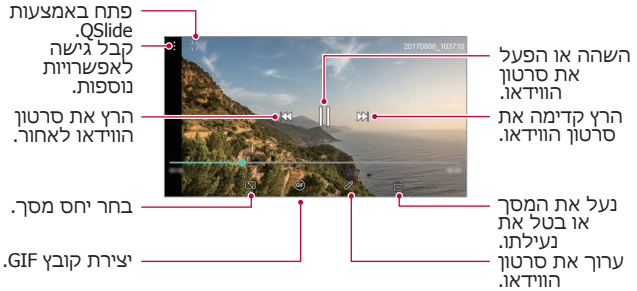 פתח באמצעות
QSlide.
קבל גישה
לאפשרויות
נוספות.
הרץ את סרטון
הווידאו לאחור.
בחר יחס מסך.
יצירת קובץ GIF.
20170808_103710
GIF
השהה או הפעל
את סרטון
הווידאו.
הרץ קדימה את
סרטון הווידאו.
נעל את המסך
או בטל את
נעילתו.
ערוך את סרטון
הווידאו.